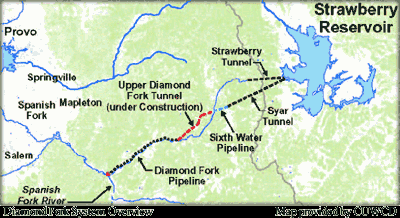 Strawberry
Reservoir
Provo
Strawberry
Tunnel
Springville
Upper Diamond
Fork Tunnel
(under Construction)
Mapleton
Spanish
Fork
Syar
Tunnel
Sixth Water
Pipeline
Salem
Diamond Fork
Pipeline
Spanish
Fork River
Diamond Fork System Overview
Map provided by CUWCD